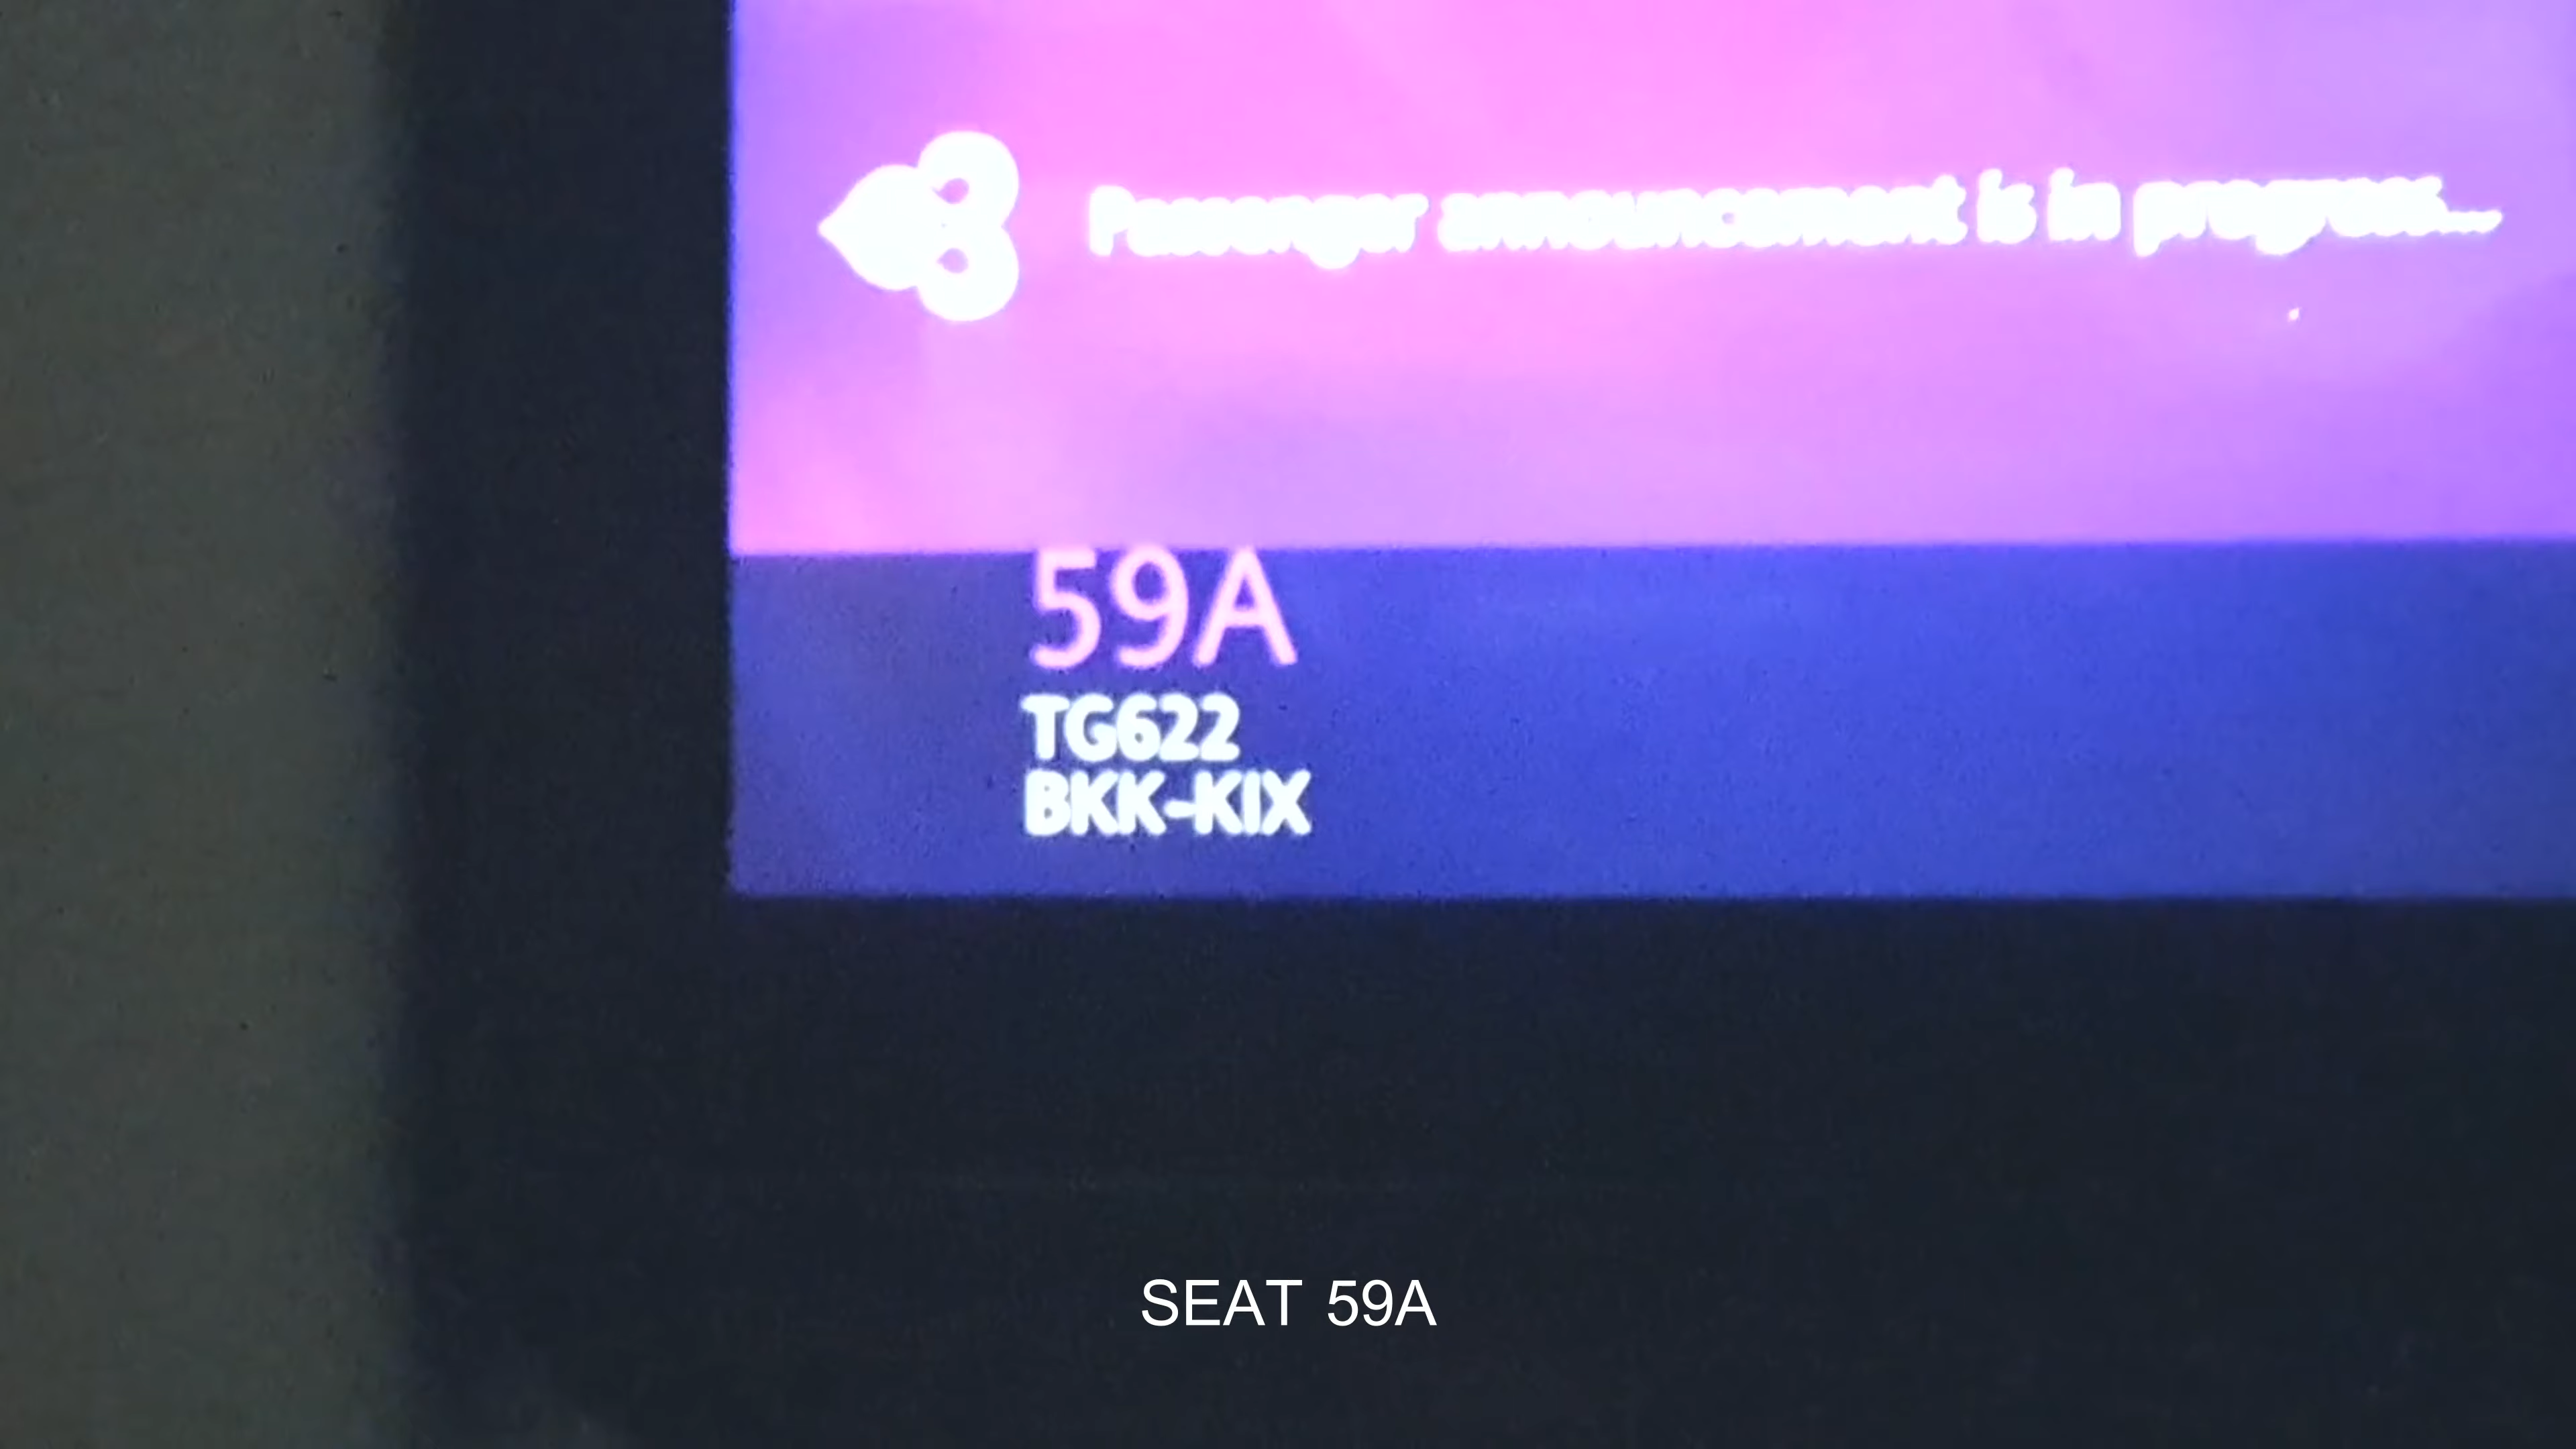 Passenger announcement is in progress...
59A
TG622
BKK-KIX
SEAT 59A